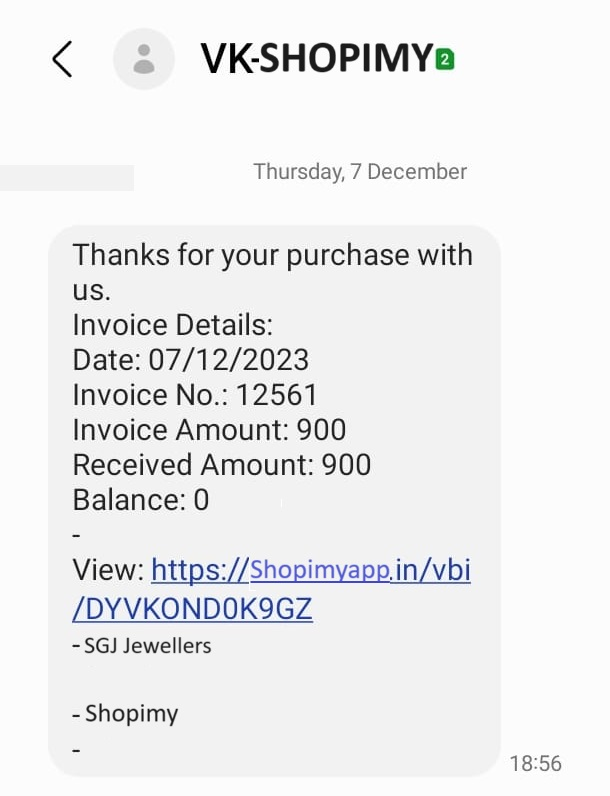 VK-SHOPIMY 2
Thursday, 7 December
Thanks for your purchase with
us.
Invoice Details:
Date: 07/12/2023
Invoice No.: 12561
Invoice Amount: 900
Received Amount: 900
Balance: 0
-
View: https://Shopimyapp.in/vbi
/DYVKOND0K9GZ
- SGJ Jewellers
- Shopimy
-
18:56